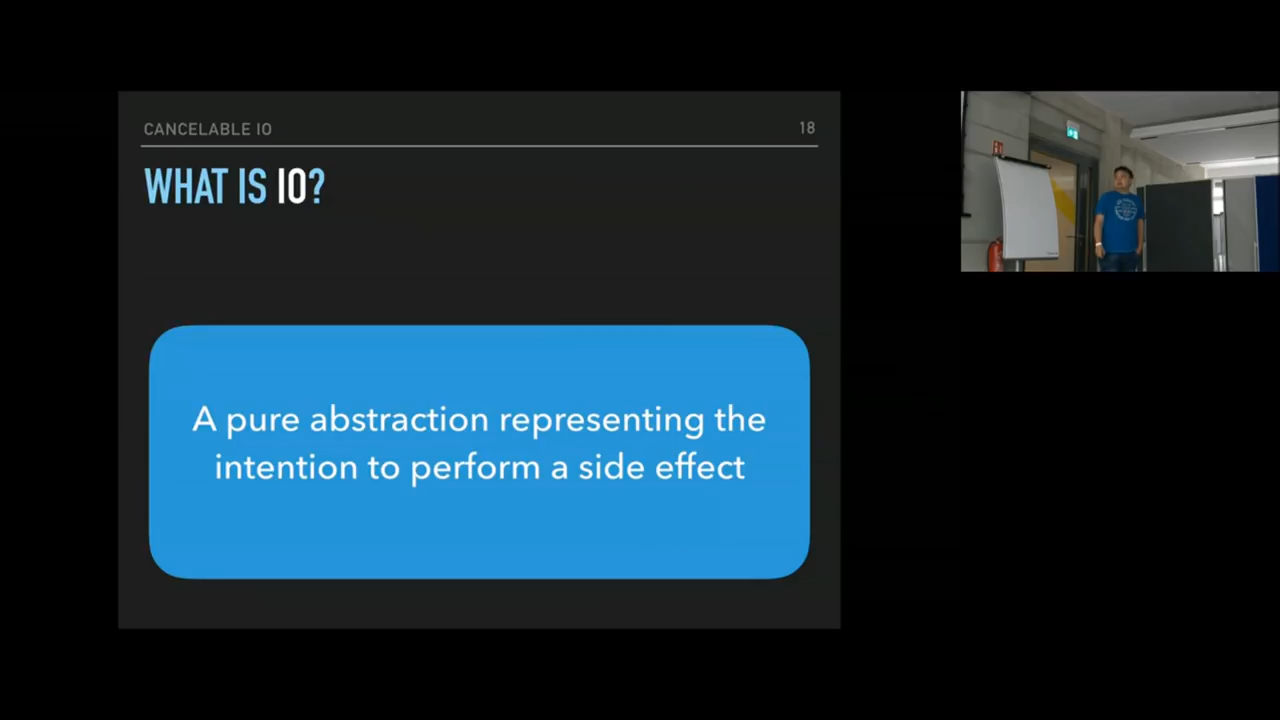 CANCELABLE IO
18
WHAT IS IO?
A pure abstraction representing the
intention to perform a side effect